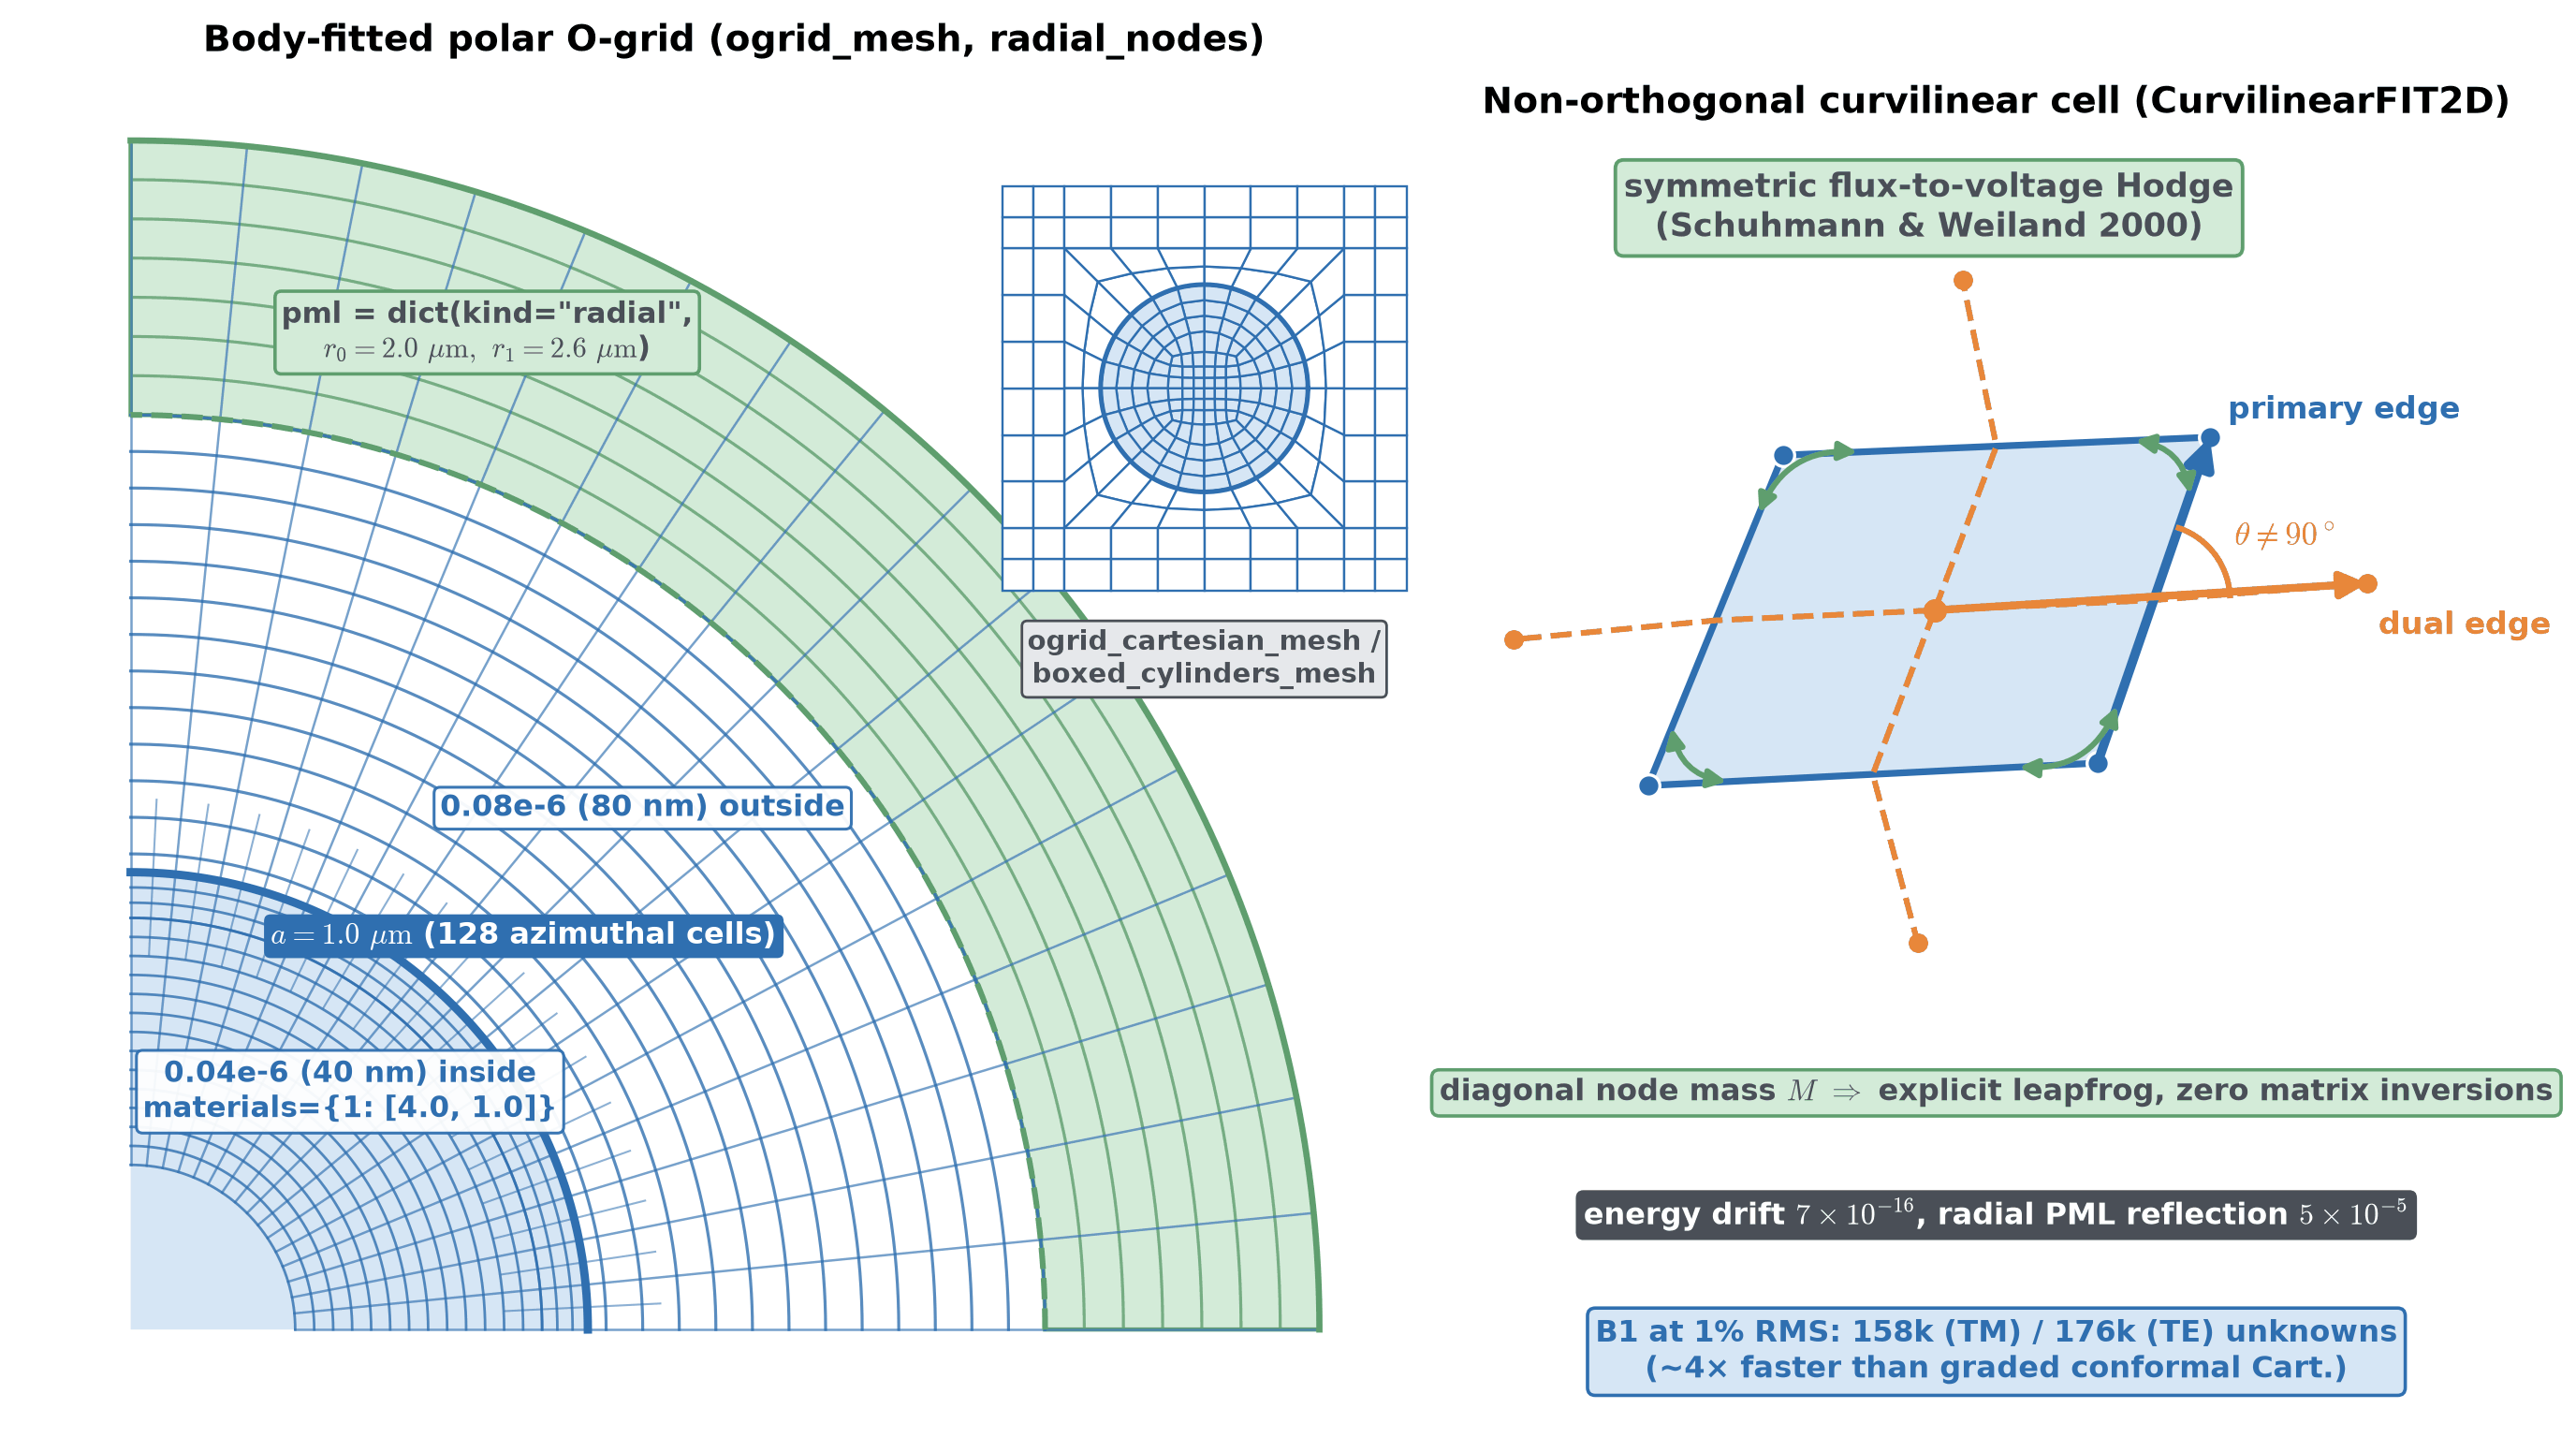 Body-fitted polar O-grid (ogrid_mesh, radial_nodes)
pml = dict(kind="radial",
r₀ = 2.0 μm, r₁ = 2.6 μm)
0.08e-6 (80 nm) outside
a = 1.0 μm (128 azimuthal cells)
0.04e-6 (40 nm) inside
materials={1: [4.0, 1.0]}
ogrid_cartesian_mesh /
boxed_cylinders_mesh
Non-orthogonal curvilinear cell (CurvilinearFIT2D)
symmetric flux-to-voltage Hodge
(Schuhmann & Weiland 2000)
primary edge
θ ≠ 90°
dual edge
diagonal node mass M ⇒ explicit leapfrog, zero matrix inversions
energy drift 7 × 10⁻¹⁶, radial PML reflection 5 × 10⁻⁵
B1 at 1% RMS: 158k (TM) / 176k (TE) unknowns
(~4× faster than graded conformal Cart.)